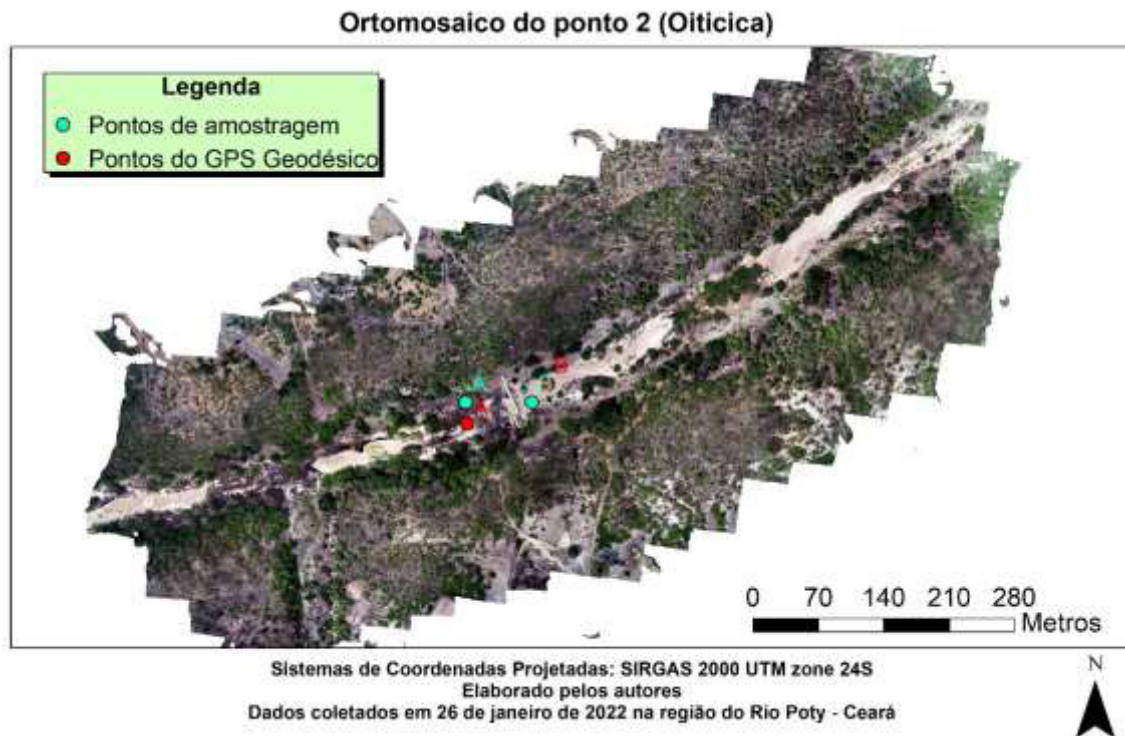 Ortomosaico do ponto 2 (Oiticica)
Legenda
Pontos de amostragem
Pontos do GPS Geodésico
A
0 70 140 210 280
Metros
Sistemas de Coordenadas Projetadas: SIRGAS 2000 UTM zone 24S
Elaborado pelos autores
Dados coletados em 26 de janeiro de 2022 na região do Rio Poty - Ceará
N